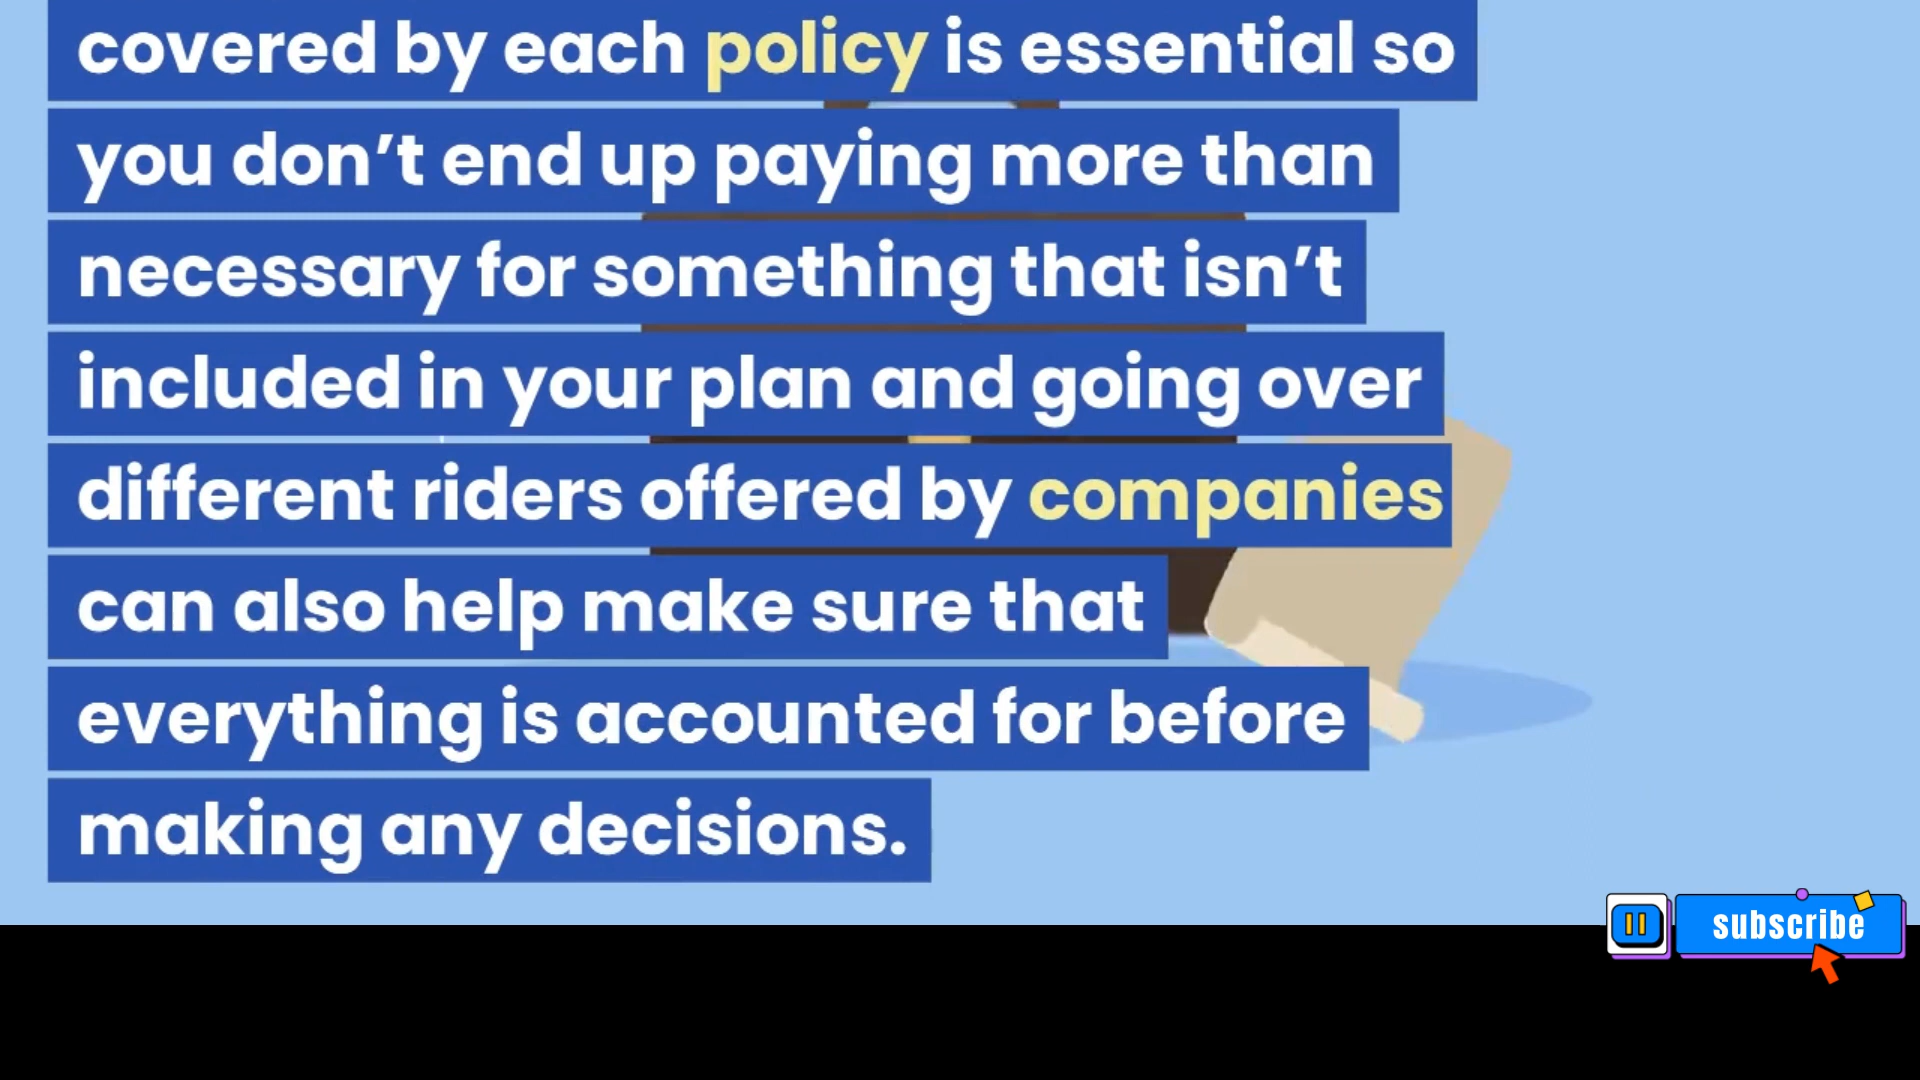 covered by each policy is essential so
you don’t end up paying more than
necessary for something that isn’t
included in your plan and going over
different riders offered by companies
can also help make sure that
everything is accounted for before
making any decisions.
subscribe